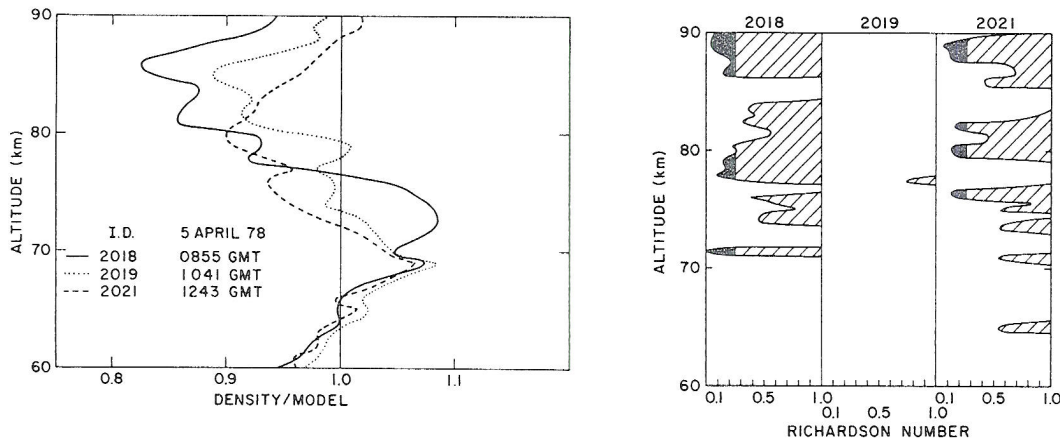 90
80
70
60
ALTITUDE (km)
I.D. 5 APRIL 78
2018 0855 GMT
2019 1041 GMT
2021 1243 GMT
0.8 0.9 1.0 1.1
DENSITY/MODEL
2018 2019 2021
90
80
70
60
ALTITUDE (km)
0.1 0.5 1.0 0.1 0.5 1.0 0.1 0.5 1.0
RICHARDSON NUMBER